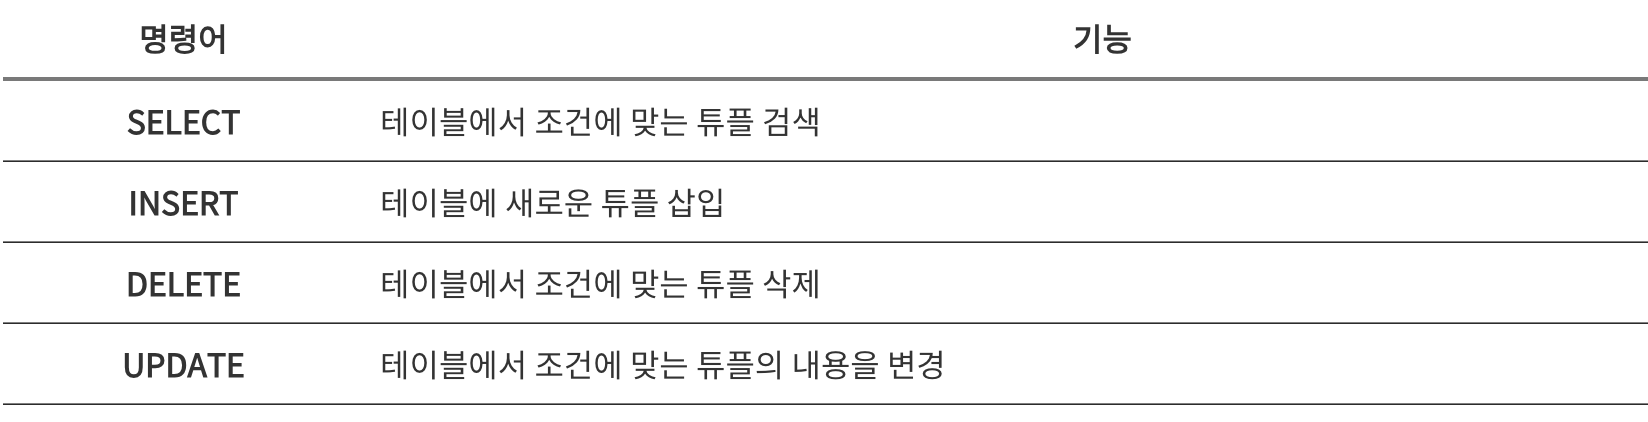 명령어 기능
SELECT 테이블에서 조건에 맞는 튜플 검색
INSERT 테이블에 새로운 튜플 삽입
DELETE 테이블에서 조건에 맞는 튜플 삭제
UPDATE 테이블에서 조건에 맞는 튜플의 내용을 변경